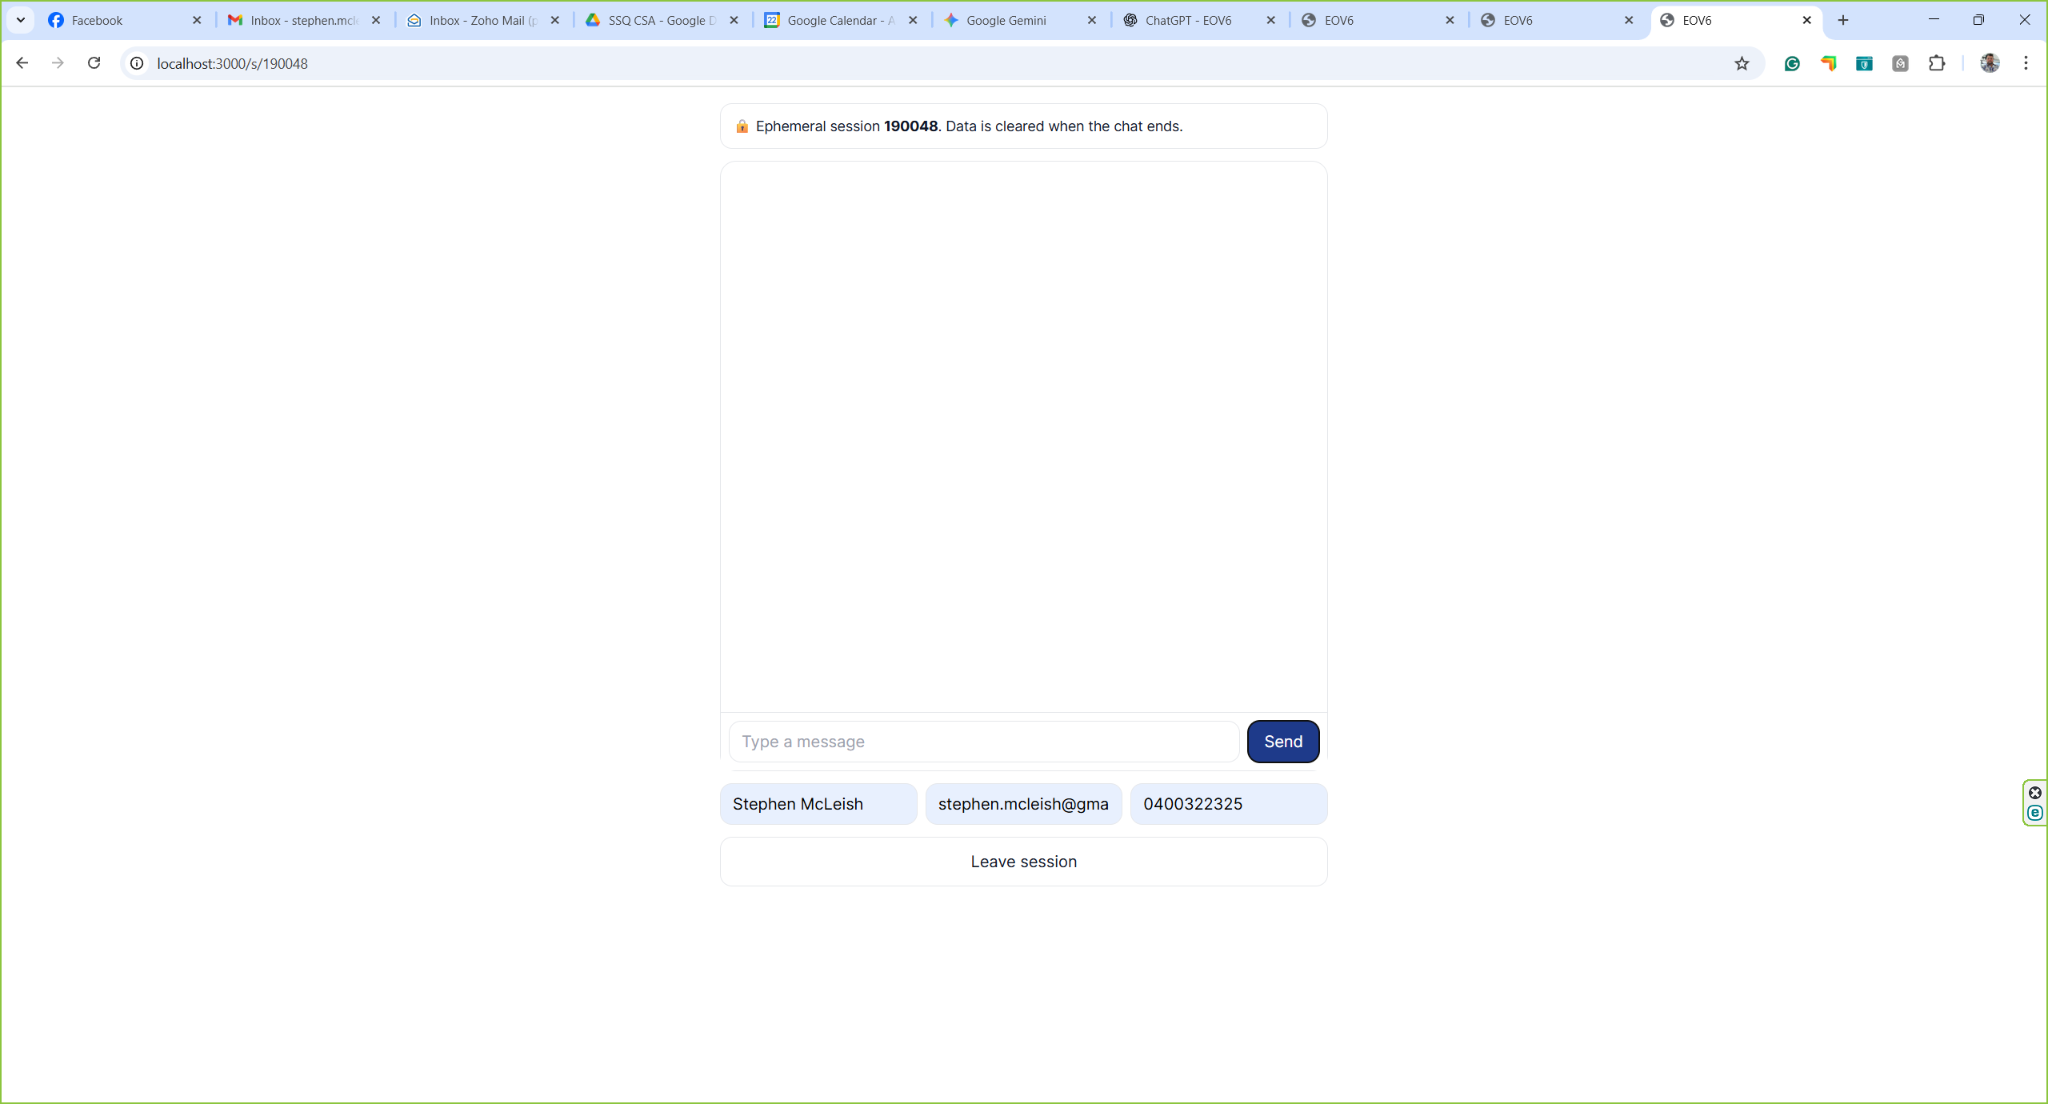 Facebook
Inbox - stephen.mcl
Inbox - Zoho Mail (p
SSQ CSA - Google D
22
Google Calendar - A
Google Gemini
ChatGPT - EOV6
EOV6
EOV6
EOV6
localhost:3000/s/190048
Ephemeral session 190048. Data is cleared when the chat ends.
Type a message
Send
Stephen McLeish
stephen.mcleish@gma
0400322325
Leave session